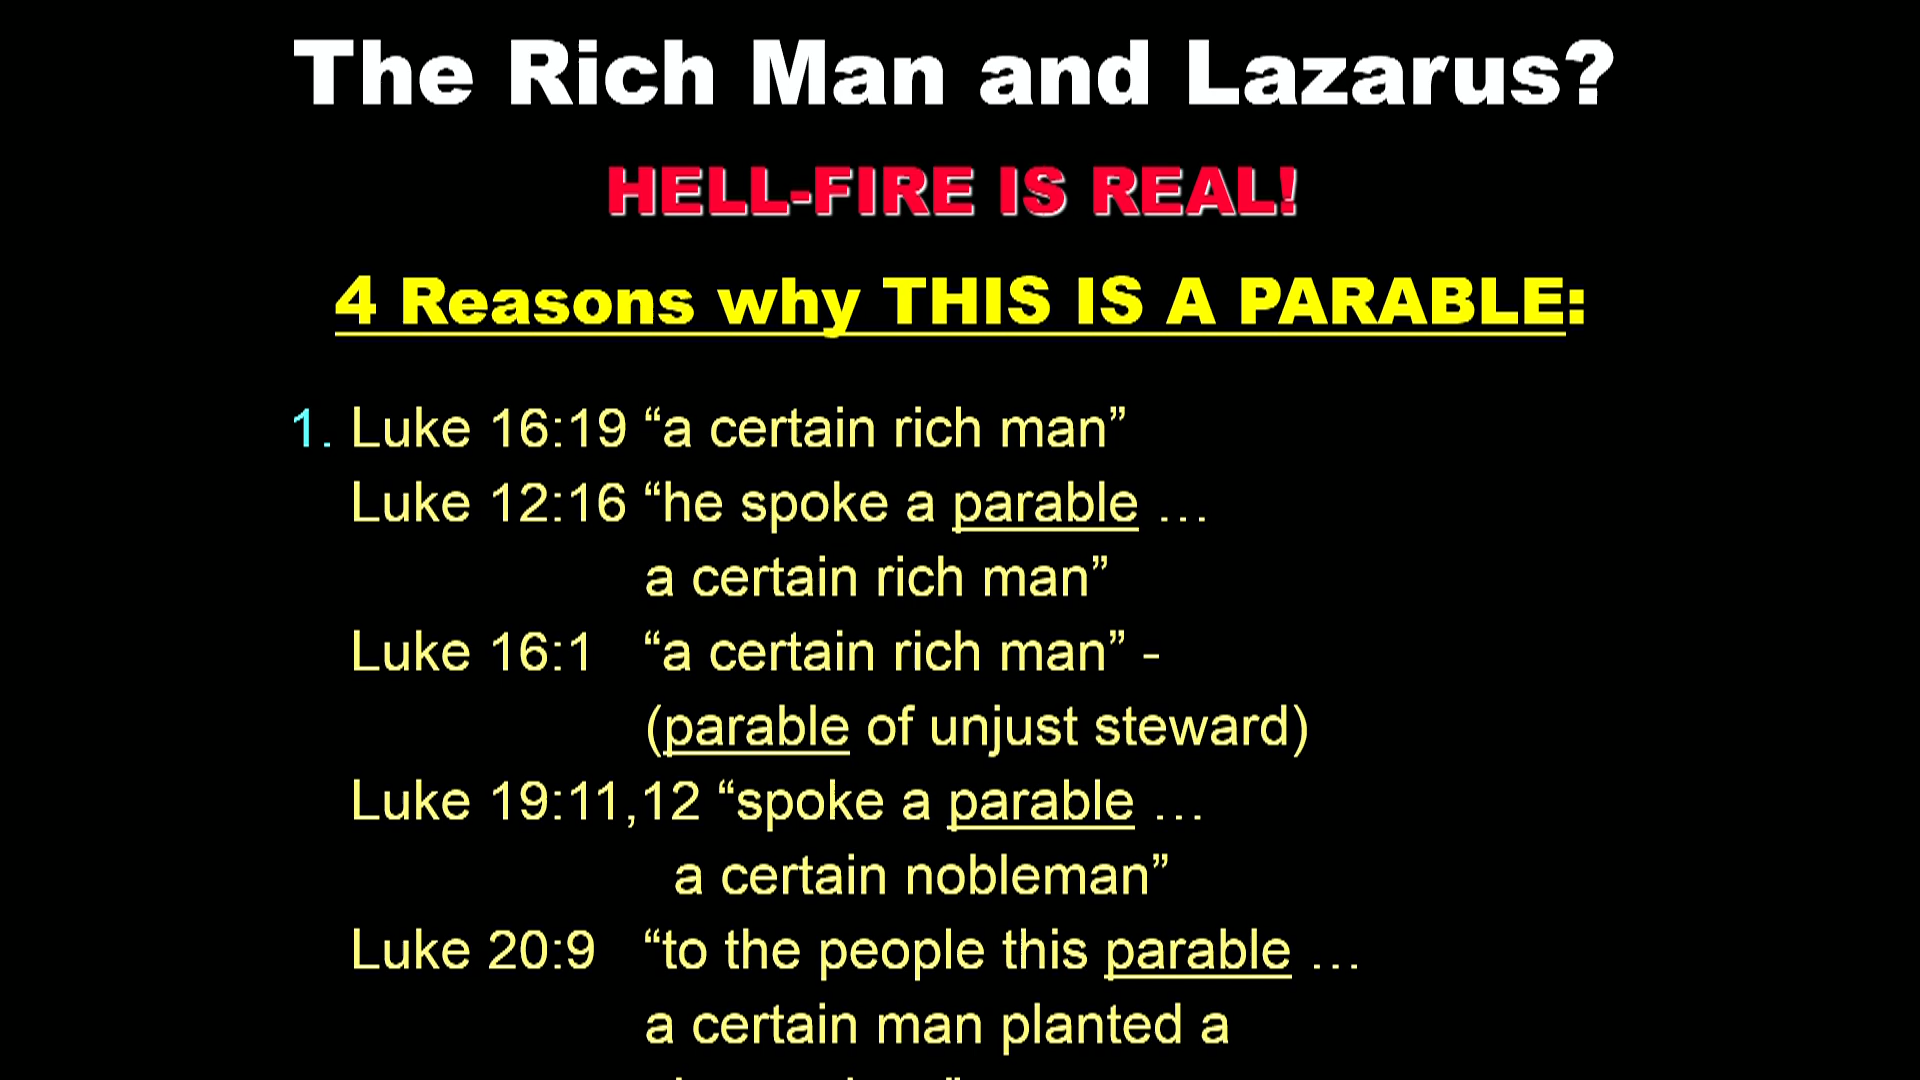 The Rich Man and Lazarus?
HELL-FIRE IS REAL!
4 Reasons why THIS IS A PARABLE:
1. Luke 16:19 “a certain rich man”
Luke 12:16 “he spoke a parable …
a certain rich man”
Luke 16:1 “a certain rich man” -
(parable of unjust steward)
Luke 19:11,12 “spoke a parable …
a certain nobleman”
Luke 20:9 “to the people this parable …
a certain man planted a